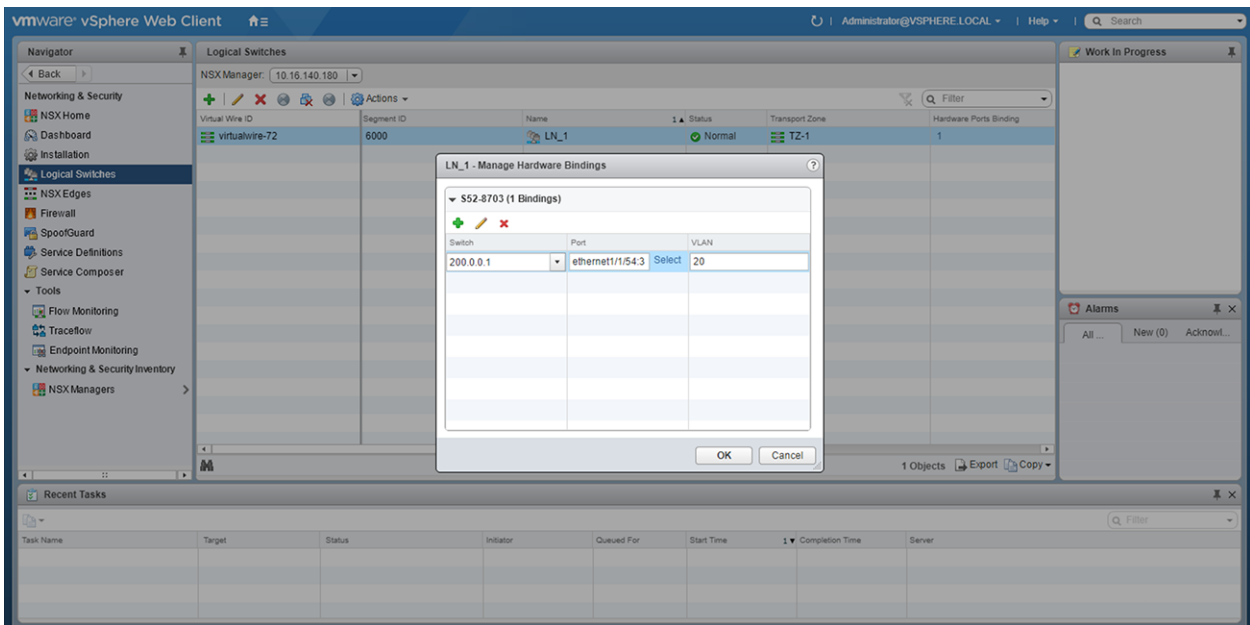 vmware® vSphere Web Client
Administrator@VSPHERE.LOCAL | Help | Search
Navigator
Back
Networking & Security
NSX Home
Dashboard
Installation
Logical Switches
NSX Edges
Firewall
SpoofGuard
Service Definitions
Service Composer
Tools
Flow Monitoring
Traceflow
Endpoint Monitoring
Networking & Security Inventory
NSX Managers
Logical Switches
NSX Manager: 10.16.140.180
Actions Filter
Virtual Wire ID Segment ID Name 1 Status Transport Zone Hardware Ports Binding
virtualwire-72 6000 LN_1 Normal TZ-1 1
LN_1 - Manage Hardware Bindings ?
S52-8703 (1 Bindings)
Switch Port VLAN
200.0.0.1 ethernet1/1/54:3 Select 20
OK Cancel
1 Objects Export Copy
Work In Progress
Alarms
All ... New (0) Acknowl...
Recent Tasks
Filter
Task Name Target Status Initiator Queued For Start Time 1 Completion Time Server